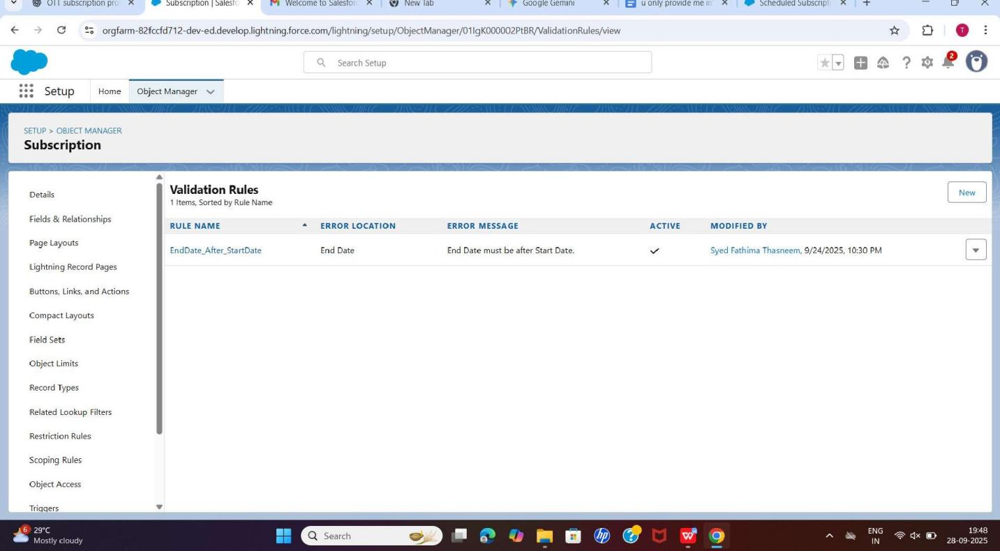 OTT subscription pro
Subscription | Salesfo
Welcome to Salesforc
New Tab
Google Gemini
u only provide me in
Scheduled Subscripti
orgfarm-82fccfd712-dev-ed.develop.lightning.force.com/lightning/setup/ObjectManager/01IgK000002PtBR/ValidationRules/view
T
Search Setup
2
Setup
Home
Object Manager
SETUP > OBJECT MANAGER
Subscription
Details
Fields & Relationships
Page Layouts
Lightning Record Pages
Buttons, Links, and Actions
Compact Layouts
Field Sets
Object Limits
Record Types
Related Lookup Filters
Restriction Rules
Scoping Rules
Object Access
Triggers
Validation Rules
1 Items, Sorted by Rule Name
New
RULE NAME ERROR LOCATION ERROR MESSAGE ACTIVE MODIFIED BY
EndDate_After_StartDate End Date End Date must be after Start Date. Syed Fathima Thasneem, 9/24/2025, 10:30 PM
6
29°C
Mostly cloudy
Search
hp
W
ENG
IN
19:48
28-09-2025